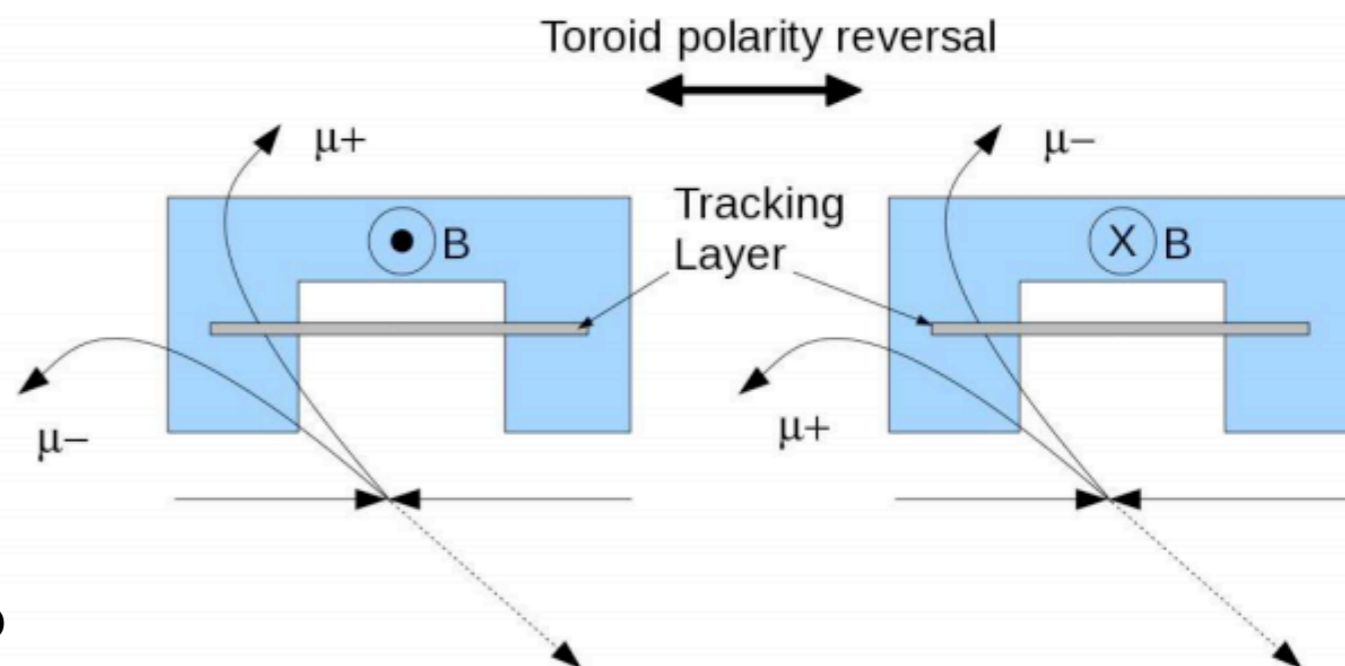 Toroid polarity reversal
μ+
μ−
Tracking
Layer
B
X B
μ−
μ+